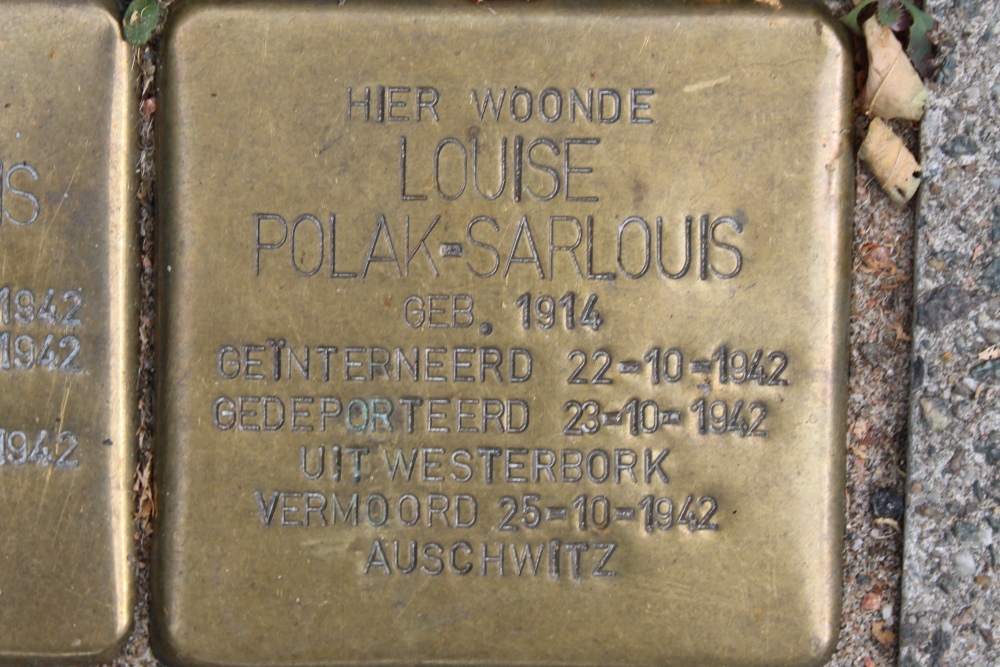 HIER WOONDE
LOUISE
POLAK-SARLOUIS
GEB. 1914
GEÏNTERNEERD 22-10-1942
GEDEPORTEERD 23-10-1942
UIT WESTERBORK
VERMOORD 25-10-1942
AUSCHWITZ
1942
1942
1942